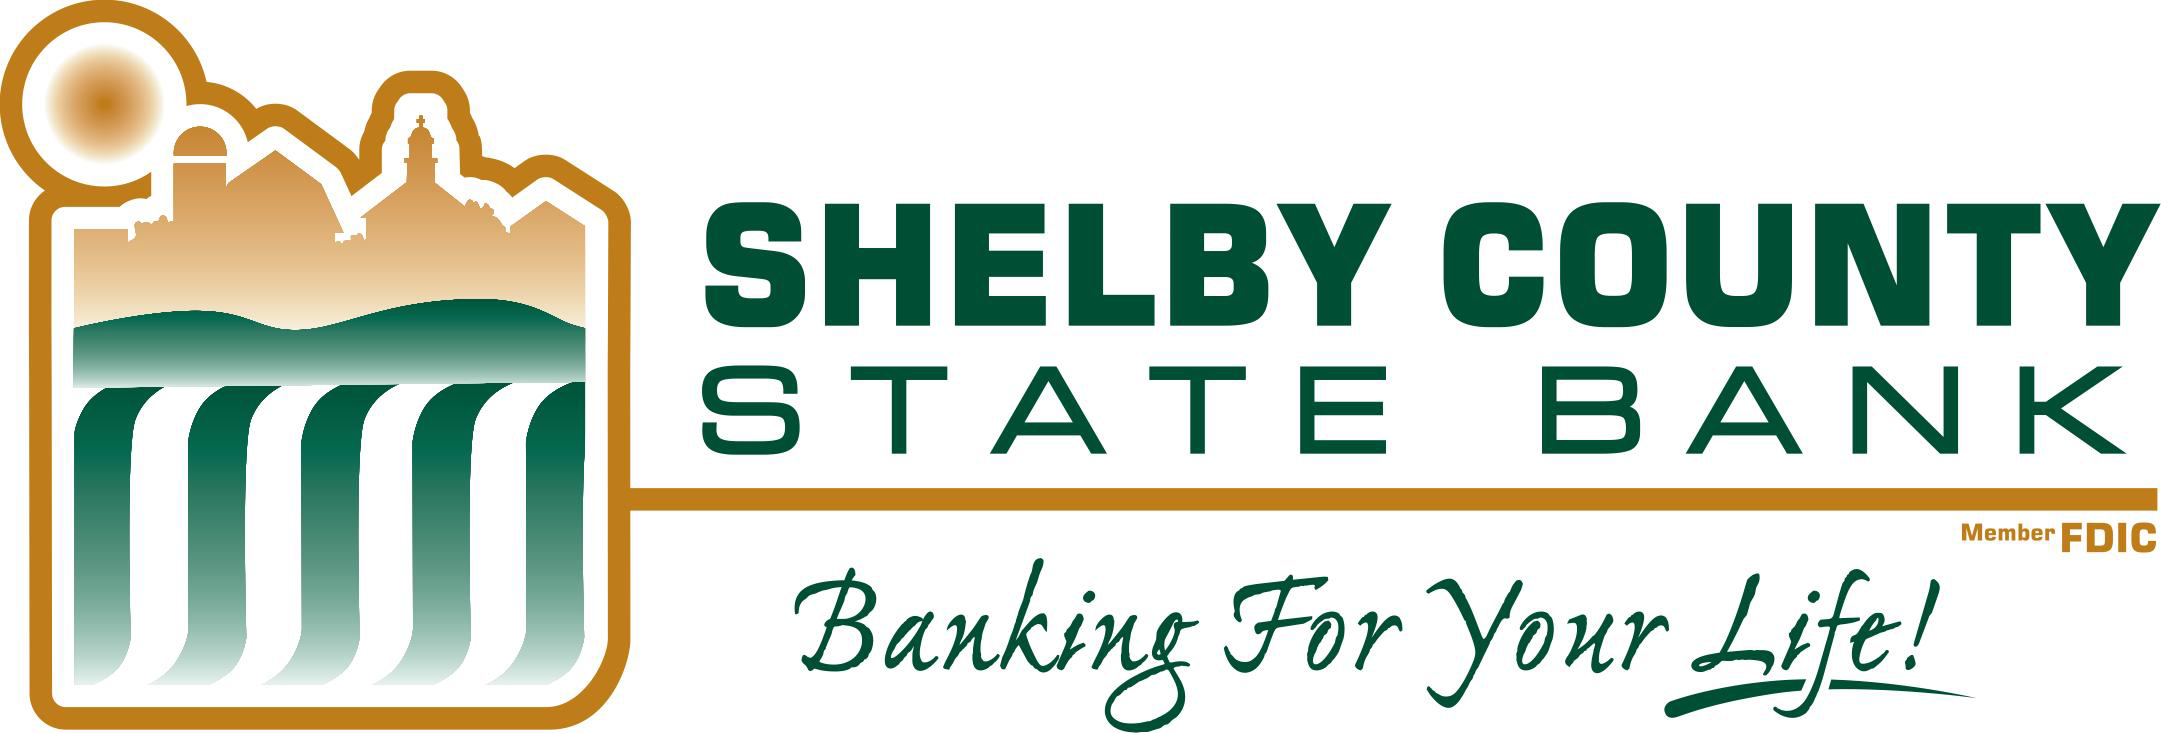 SHELBY COUNTY
STATE BANK
Member FDIC
Banking For Your Life!